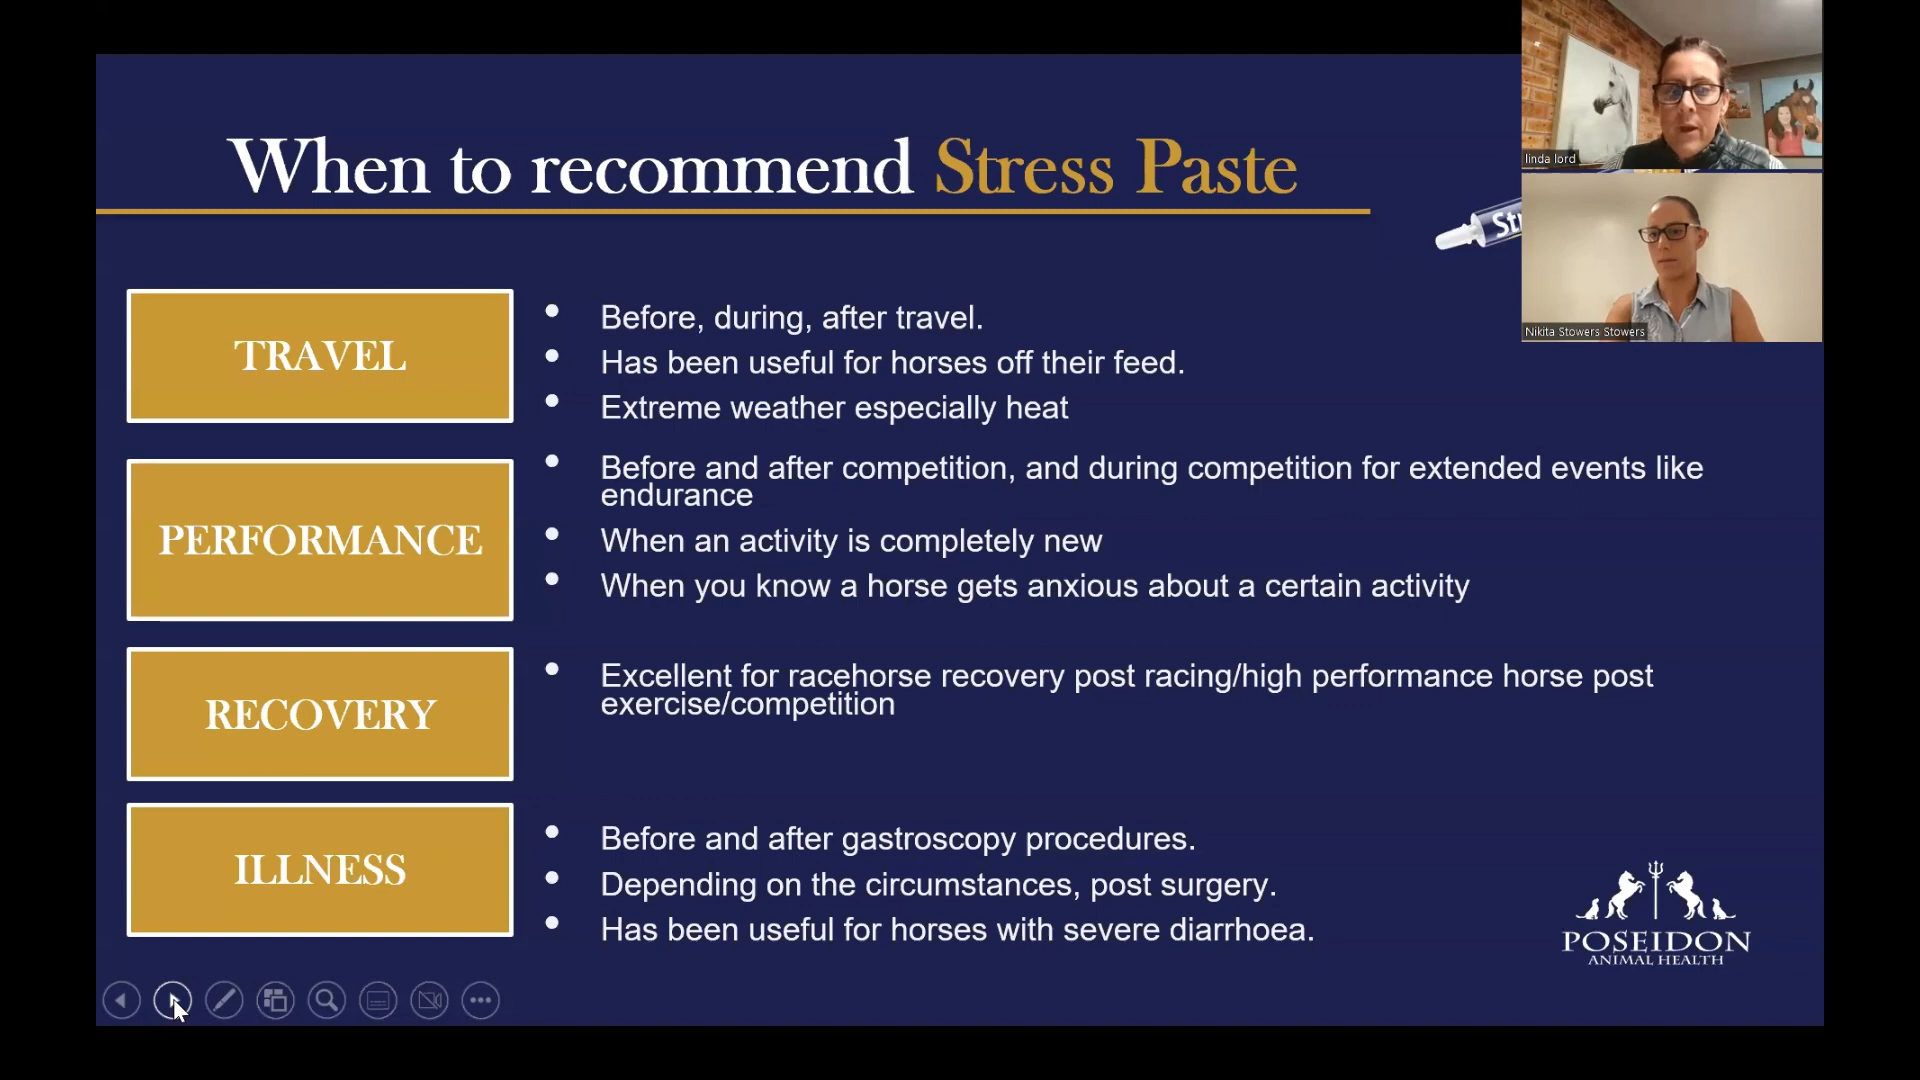 When to recommend Stress Paste
linda lord
Nikita Stowers Stowers
TRAVEL
Before, during, after travel.
Has been useful for horses off their feed.
Extreme weather especially heat
PERFORMANCE
Before and after competition, and during competition for extended events like
endurance
When an activity is completely new
When you know a horse gets anxious about a certain activity
RECOVERY
Excellent for racehorse recovery post racing/high performance horse post
exercise/competition
ILLNESS
Before and after gastroscopy procedures.
Depending on the circumstances, post surgery.
Has been useful for horses with severe diarrhoea.
POSEIDON
ANIMAL HEALTH